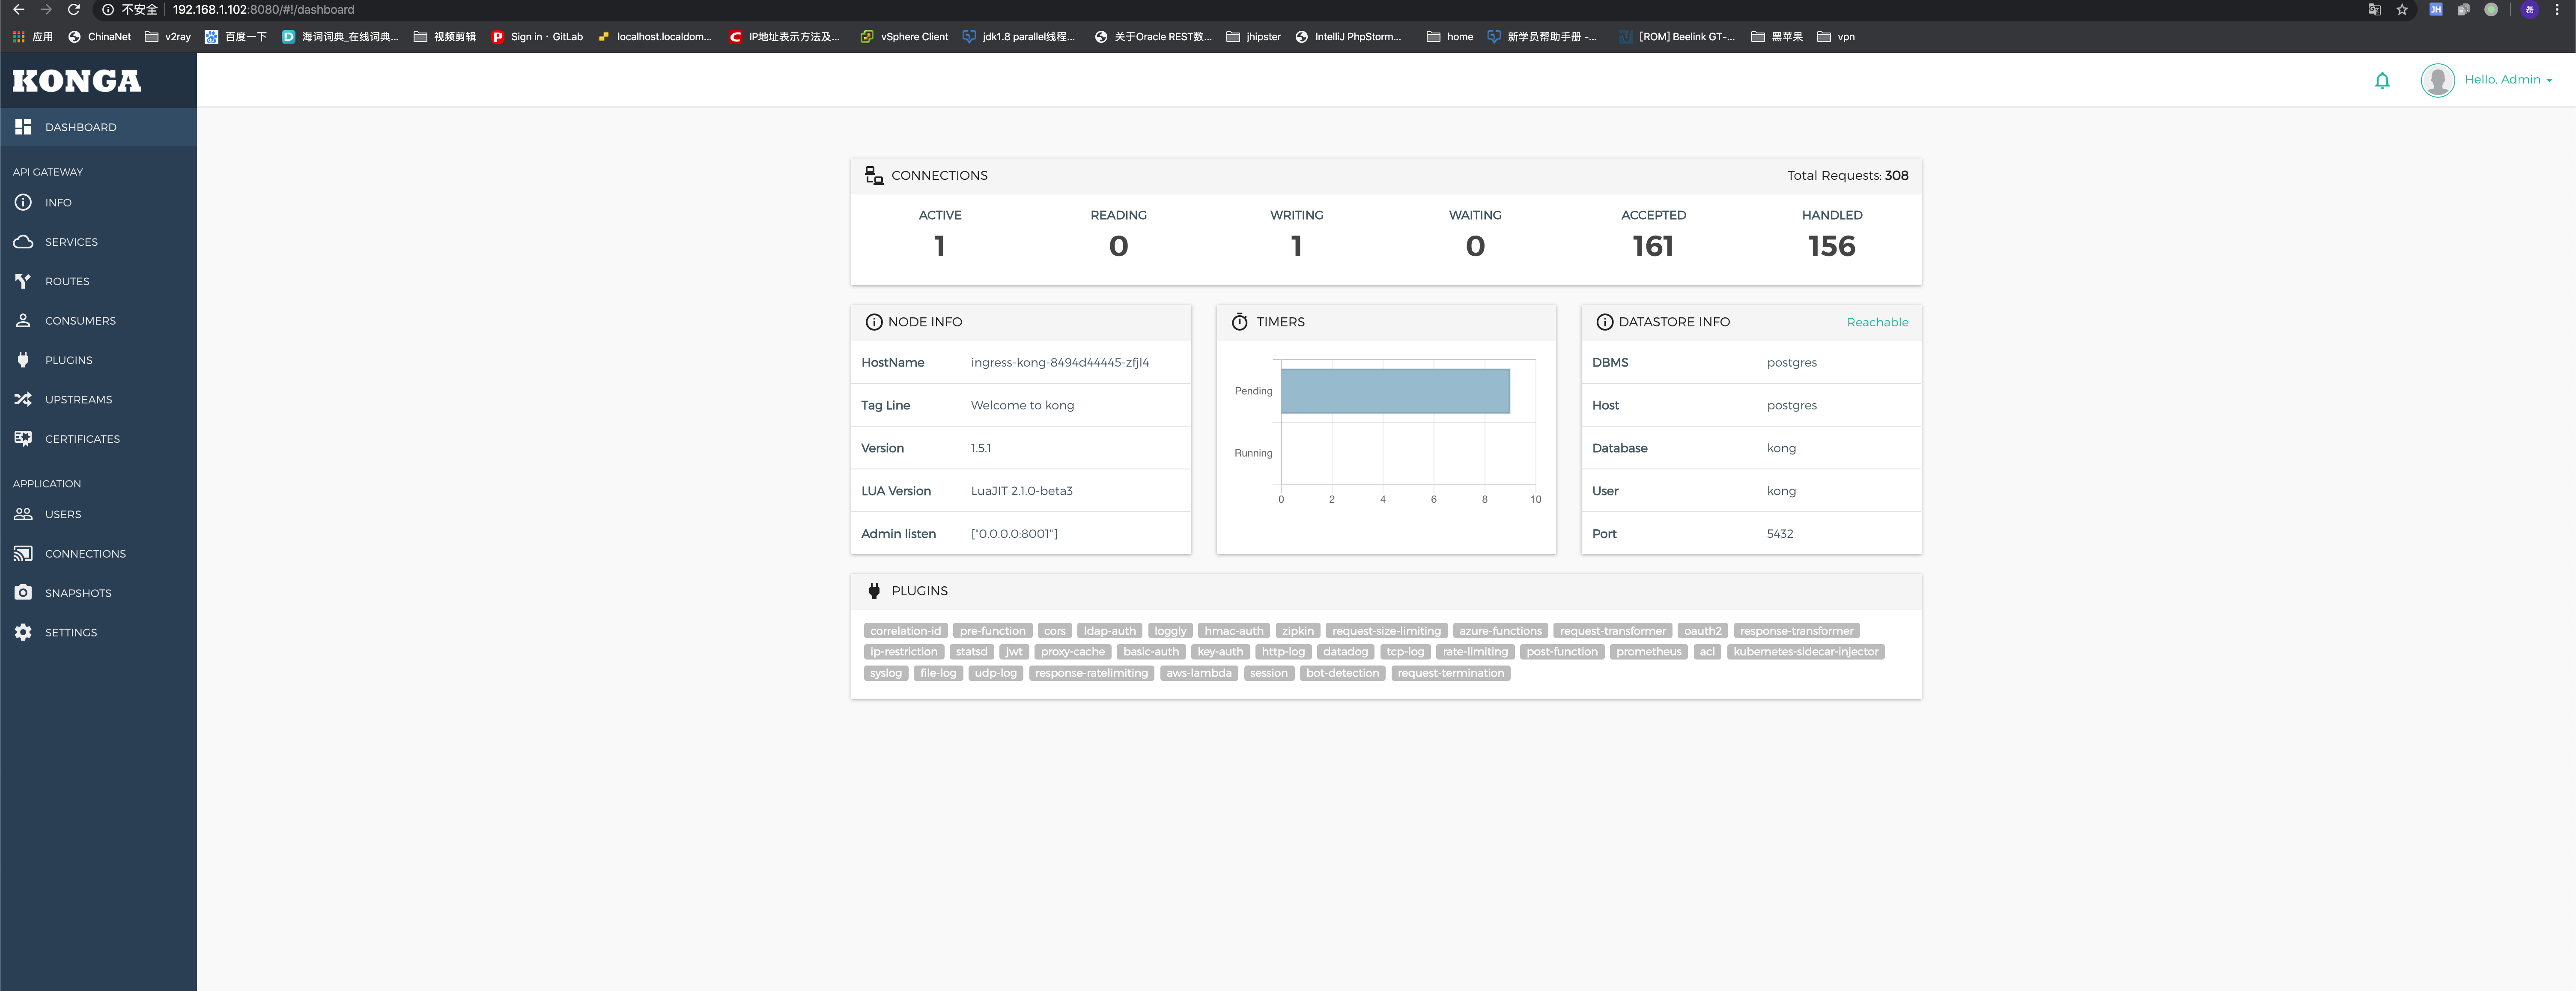 不安全 192.168.1.102:8080/#!/dashboard
应用 ChinaNet v2ray 百度一下 海词词典_在线词典... 视频剪辑 Sign in · GitLab localhost.localdom... IP地址表示方法及... vSphere Client jdk1.8 parallel线程... 关于Oracle REST数... jhipster IntelliJ PhpStorm... home 新学员帮助手册 -... [ROM] Beelink GT-... 黑苹果 vpn
KONGA
Hello, Admin
DASHBOARD
API GATEWAY
INFO
SERVICES
ROUTES
CONSUMERS
PLUGINS
UPSTREAMS
CERTIFICATES
APPLICATION
USERS
CONNECTIONS
SNAPSHOTS
SETTINGS
CONNECTIONS Total Requests: 308
ACTIVE READING WRITING WAITING ACCEPTED HANDLED
1 0 1 0 161 156
NODE INFO
HostName ingress-kong-8494d44445-zfjl4
Tag Line Welcome to kong
Version 1.5.1
LUA Version LuaJIT 2.1.0-beta3
Admin listen ["0.0.0.0:8001"]
TIMERS
Pending
Running
0 2 4 6 8 10
DATASTORE INFO Reachable
DBMS postgres
Host postgres
Database kong
User kong
Port 5432
PLUGINS
correlation-id pre-function cors ldap-auth loggly hmac-auth zipkin request-size-limiting azure-functions request-transformer oauth2 response-transformer
ip-restriction statsd jwt proxy-cache basic-auth key-auth http-log datadog tcp-log rate-limiting post-function prometheus acl kubernetes-sidecar-injector
syslog file-log udp-log response-ratelimiting aws-lambda session bot-detection request-termination